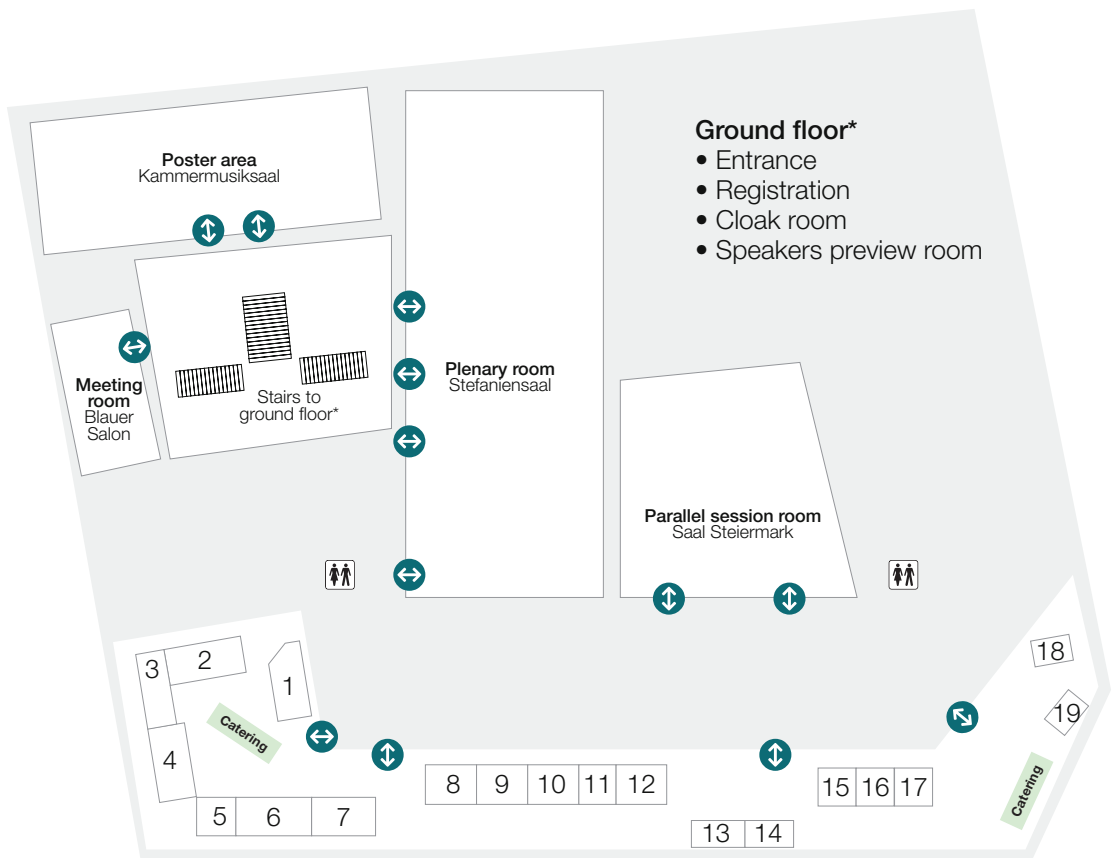 Ground floor*
• Entrance
• Registration
• Cloak room
• Speakers preview room
Poster area
Kammermusiksaal
Stairs to
ground floor*
Meeting
room
Blauer
Salon
Plenary room
Stefaniensaal
Parallel session room
Saal Steiermark
1
2
3
4
Catering
5
6
7
8
9
10
11
12
13
14
15
16
17
18
19
Catering